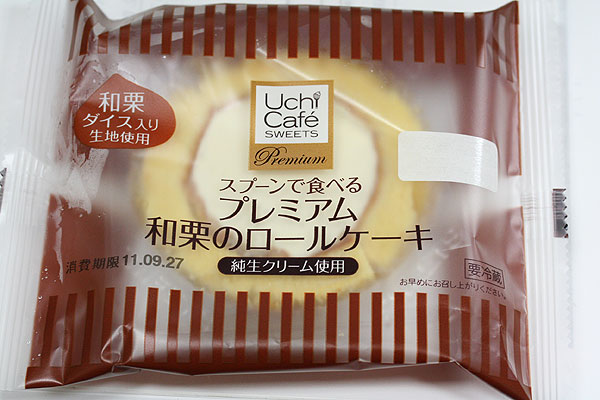 和栗
ダイス入り
生地使用
Uchi
Café
SWEETS
Premium
スプーンで食べる
プレミアム
和栗のロールケーキ
純生クリーム使用
消費期限 11.09.27
要冷蔵
お早めにお召し上がりください。